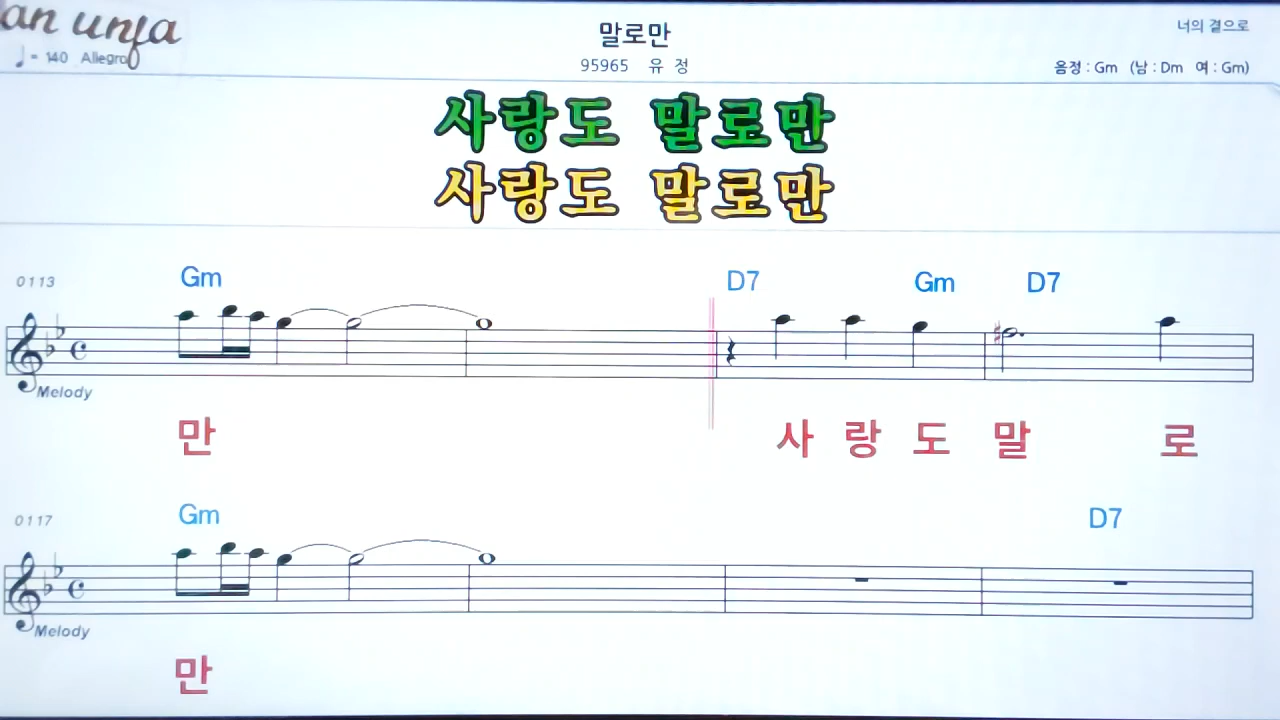 an unja
♩= 140 Allegro
말로만
95965 유 정
너의 곁으로
음정 : Gm (남 : Dm 여 : Gm)
사랑도 말로만
사랑도 말로만
0113
Gm D7 Gm D7
Melody
만 사 랑 도 말 로
0117
Gm D7
Melody
만